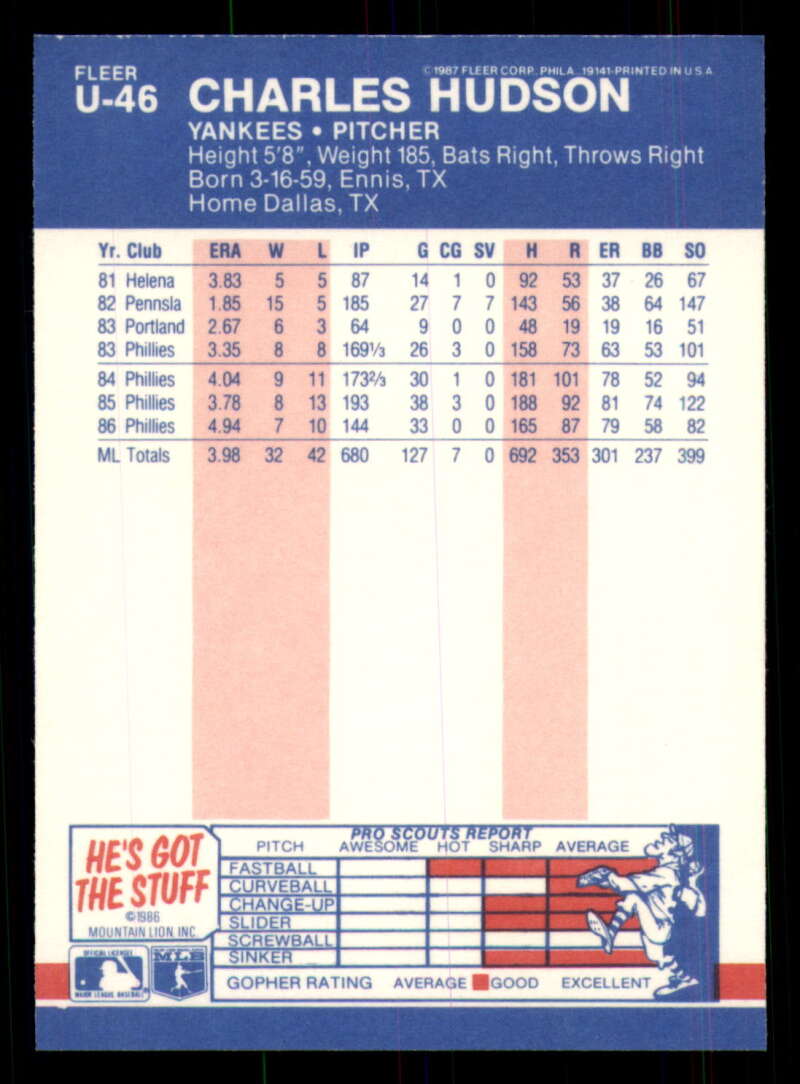 FLEER
U-46
© 1987 FLEER CORP. PHILA. 19141-PRINTED IN U.S.A.
CHARLES HUDSON
YANKEES • PITCHER
Height 5'8", Weight 185, Bats Right, Throws Right
Born 3-16-59, Ennis, TX
Home Dallas, TX
Yr. Club ERA W L IP G CG SV H R ER BB SO
81 Helena 3.83 5 5 87 14 1 0 92 53 37 26 67
82 Pennsla 1.85 15 5 185 27 7 7 143 56 38 64 147
83 Portland 2.67 6 3 64 9 0 0 48 19 19 16 51
83 Phillies 3.35 8 8 169⅓ 26 3 0 158 73 63 53 101
84 Phillies 4.04 9 11 173⅔ 30 1 0 181 101 78 52 94
85 Phillies 3.78 8 13 193 38 3 0 188 92 81 74 122
86 Phillies 4.94 7 10 144 33 0 0 165 87 79 58 82
ML Totals 3.98 32 42 680 127 7 0 692 353 301 237 399
HE'S GOT
THE STUFF
©1986
MOUNTAIN LION, INC.
PRO SCOUTS REPORT
PITCH AWESOME HOT SHARP AVERAGE
FASTBALL
CURVEBALL
CHANGE-UP
SLIDER
SCREWBALL
SINKER
GOPHER RATING AVERAGE GOOD EXCELLENT
OFFICIAL LICENSEE
MAJOR LEAGUE BASEBALL
MLB